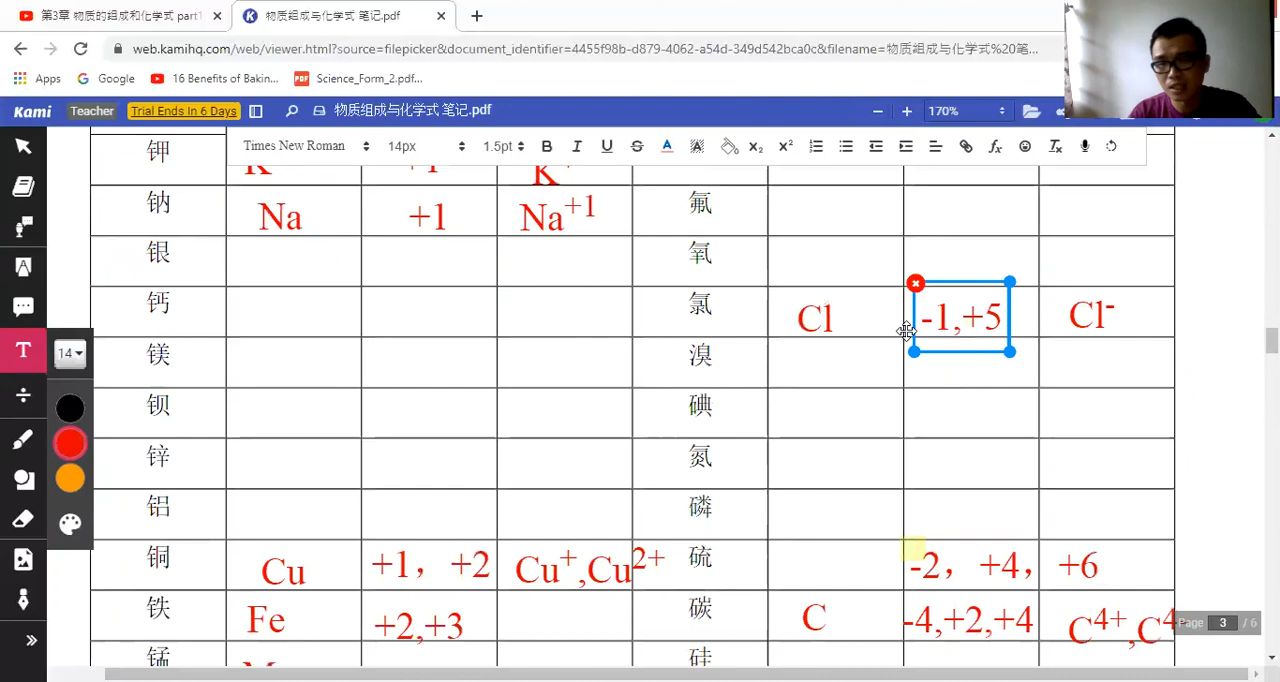 第3章 物质的组成和化学式 part1
物质组成与化学式 笔记.pdf
web.kamihq.com/web/viewer.html?source=filepicker&document_identifier=4455f98b-d879-4062-a54d-349d542bca0c&filename=物质组成与化学式%20笔...
Apps Google 16 Benefits of Bakin... Science_Form_2.pdf...
Kami Teacher Trial Ends In 6 Days 物质组成与化学式 笔记.pdf 170%
Times New Roman 14px 1.5pt
钾 K
钠 Na +1 Na+1 氟
银 氧
钙 氯 Cl -1,+5 Cl-
镁 溴
钡 碘
锌 氮
铝 磷
铜 Cu +1，+2 Cu+,Cu2+ 硫 -2，+4，+6
铁 Fe +2,+3 碳 C -4,+2,+4 C4+,C4-
锰 硅
14
Page 3 / 6